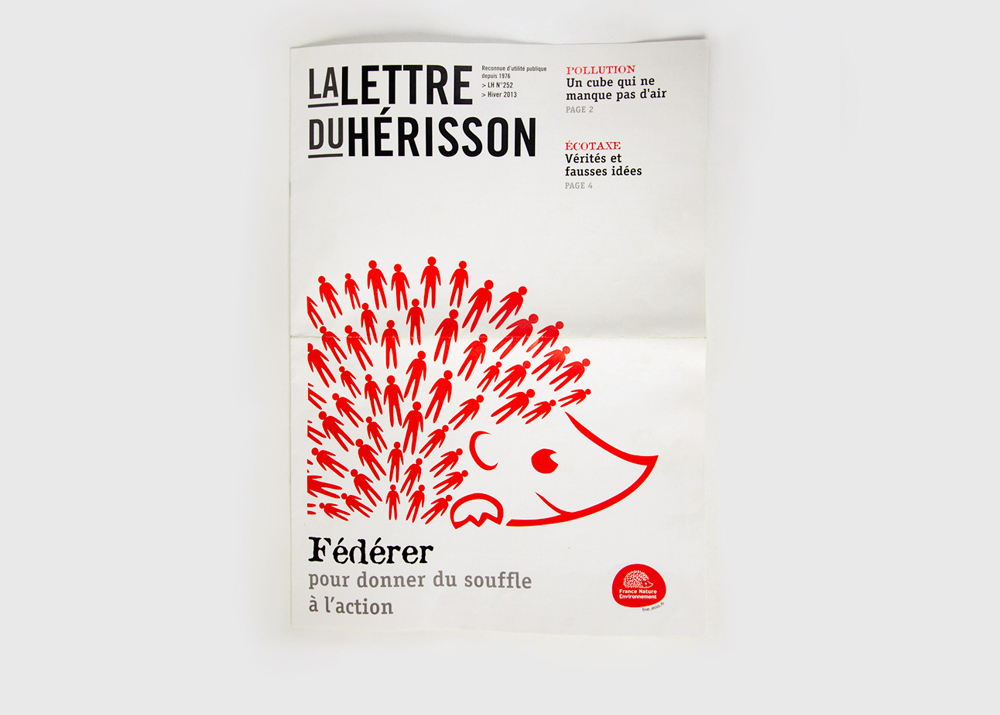 LA LETTRE
DU HÉRISSON
Reconnue d'utilité publique
depuis 1976
> LH N°252
> Hiver 2013
POLLUTION
Un cube qui ne
manque pas d'air
PAGE 2
ÉCOTAXE
Vérités et
fausses idées
PAGE 4
Fédérer
pour donner du souffle
à l'action
France Nature
Environnement